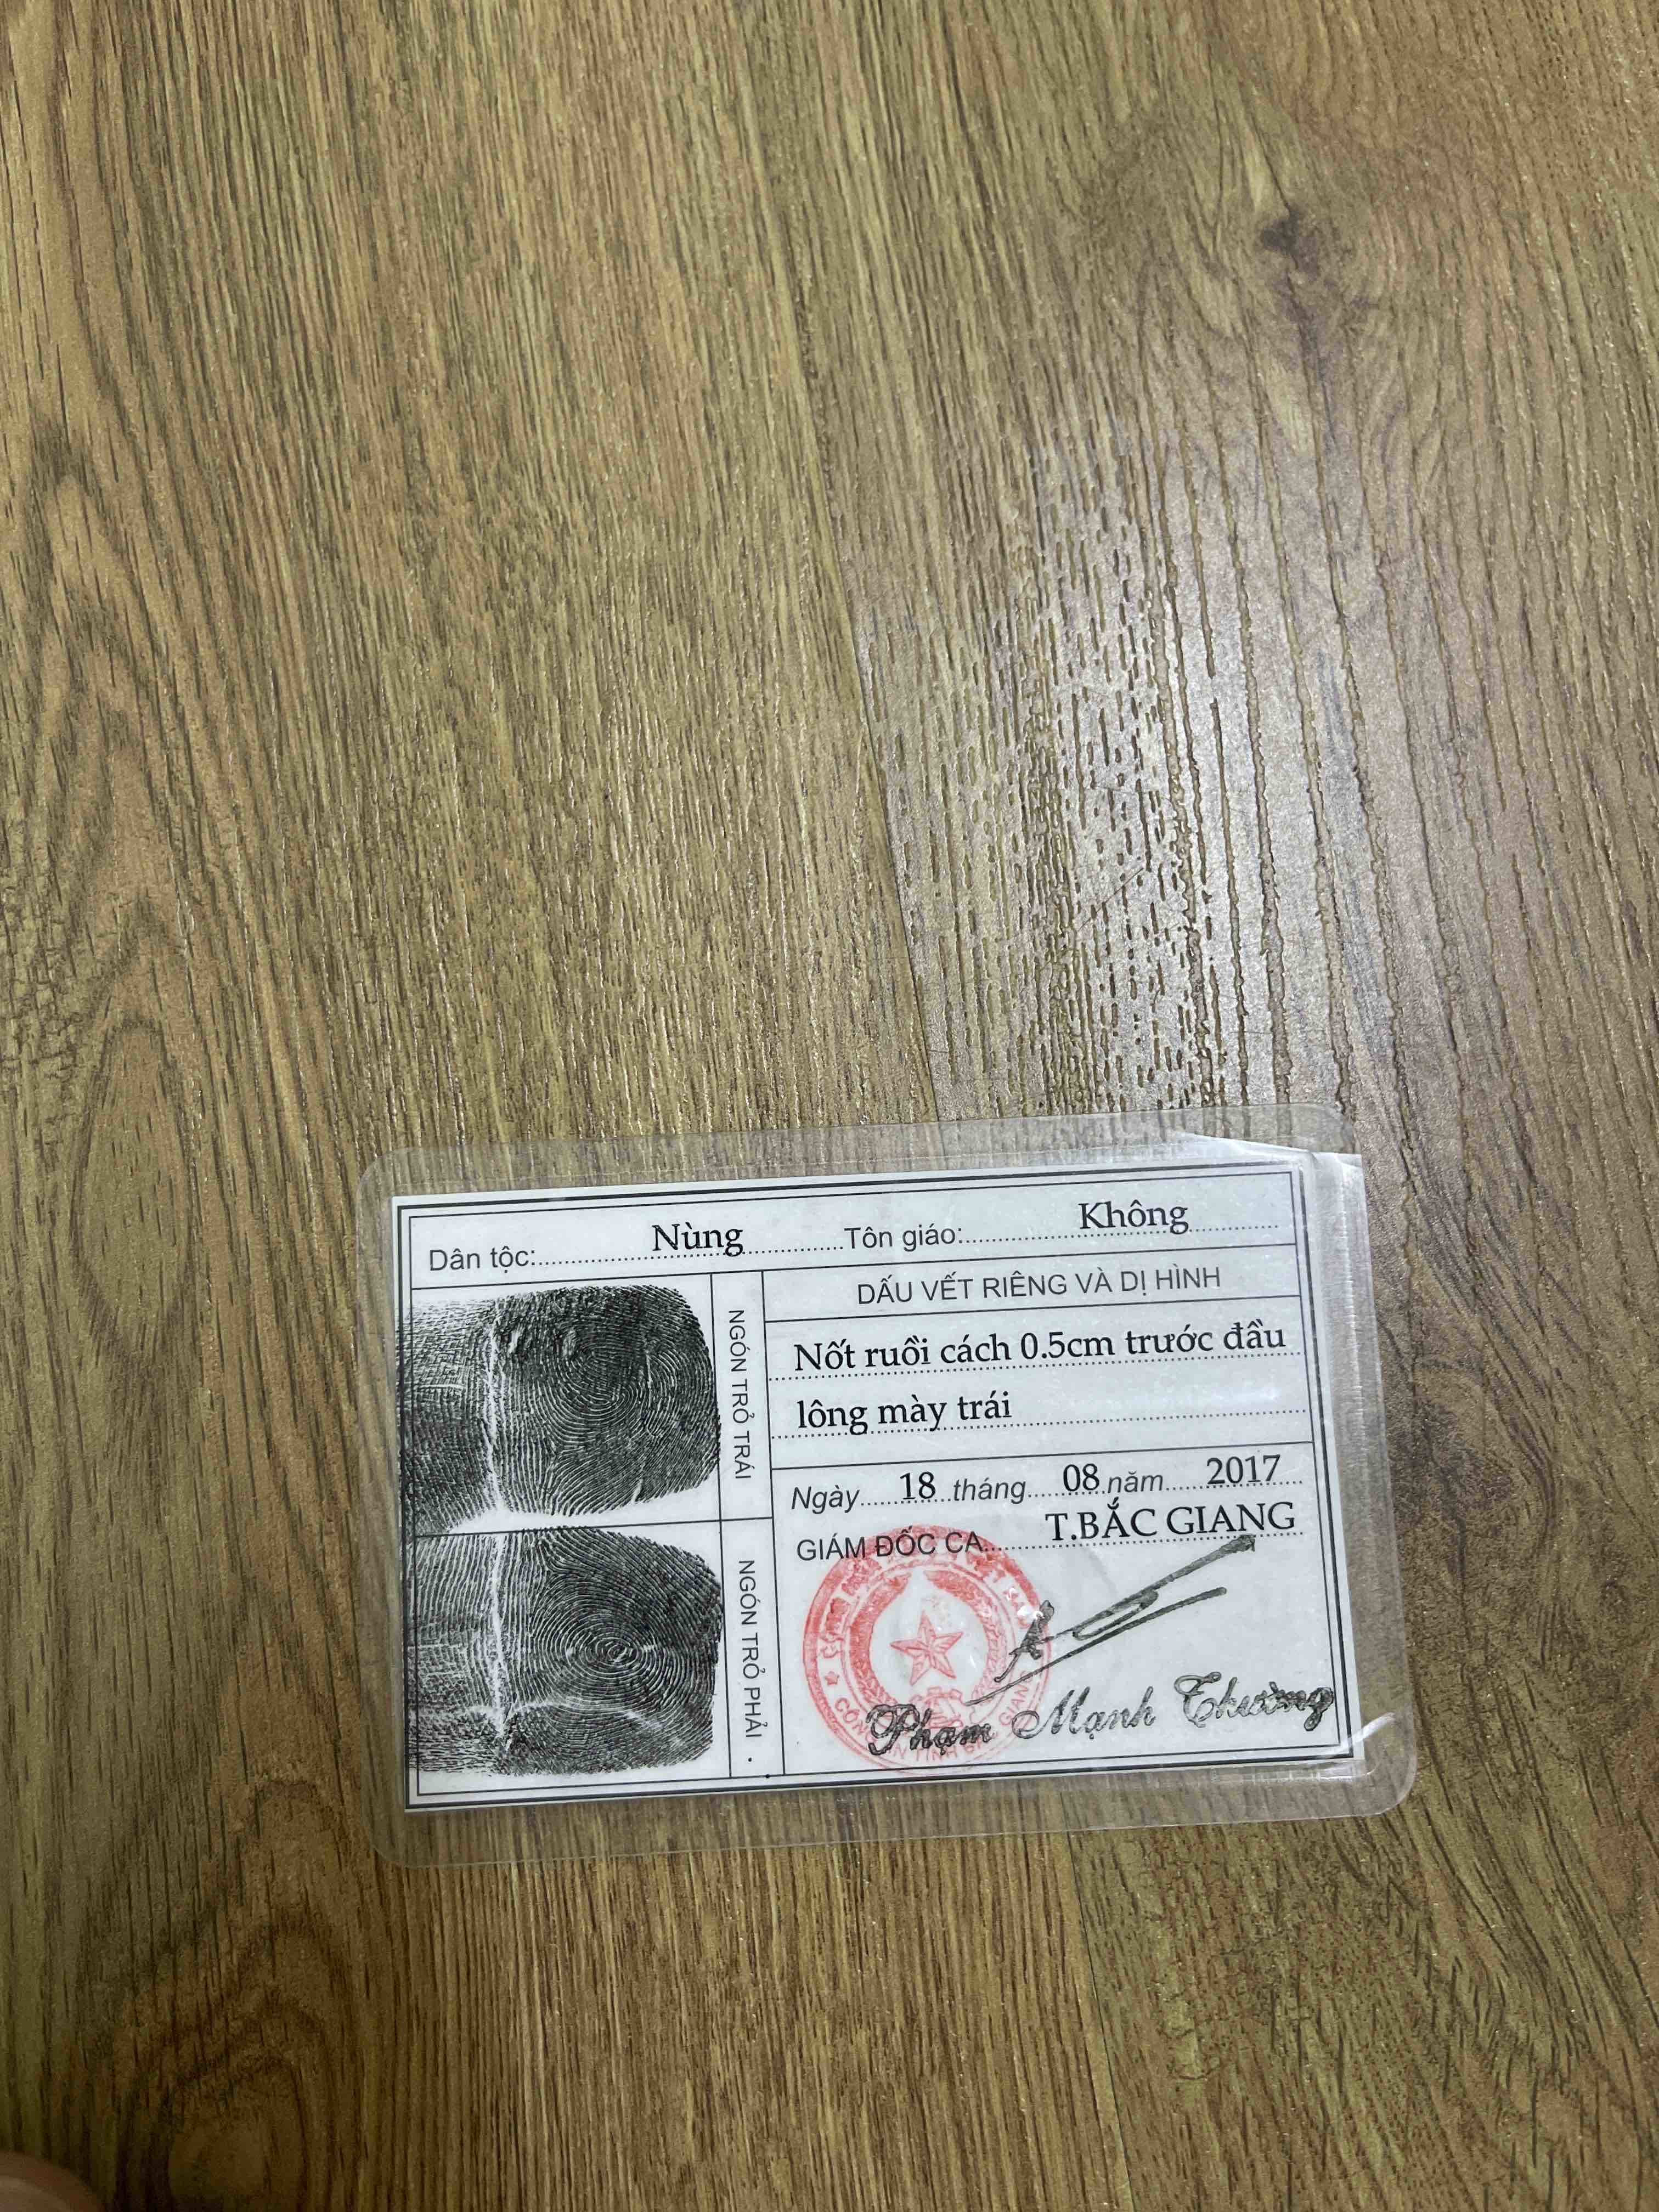 Dân tộc: Nùng Tôn giáo: Không
NGÓN TRỎ TRÁI
NGÓN TRỎ PHẢI
DẤU VẾT RIÊNG VÀ DỊ HÌNH
Nốt ruồi cách 0.5cm trước đầu
lông mày trái
Ngày 18 tháng 08 năm 2017
GIÁM ĐỐC CA T.BẮC GIANG
Phạm Mạnh Thường